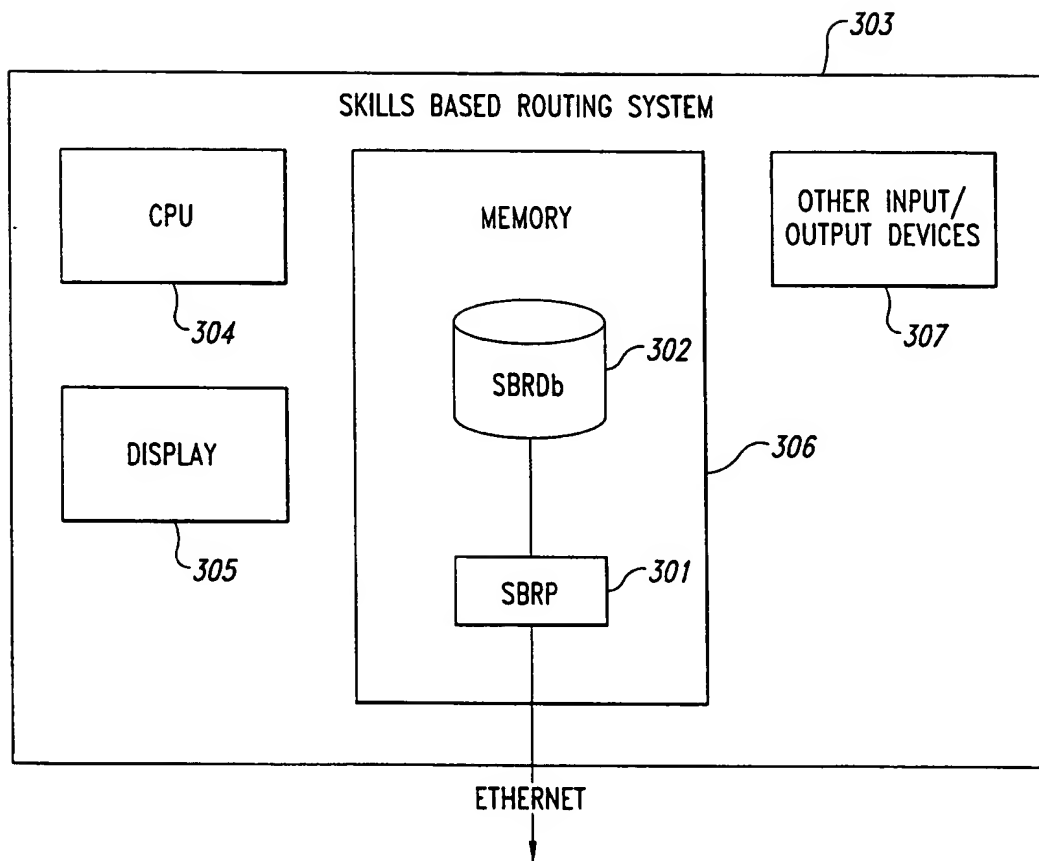 303
SKILLS BASED ROUTING SYSTEM
CPU
304
MEMORY
OTHER INPUT/
OUTPUT DEVICES
307
SBRDb
302
DISPLAY
305
306
SBRP
301
ETHERNET